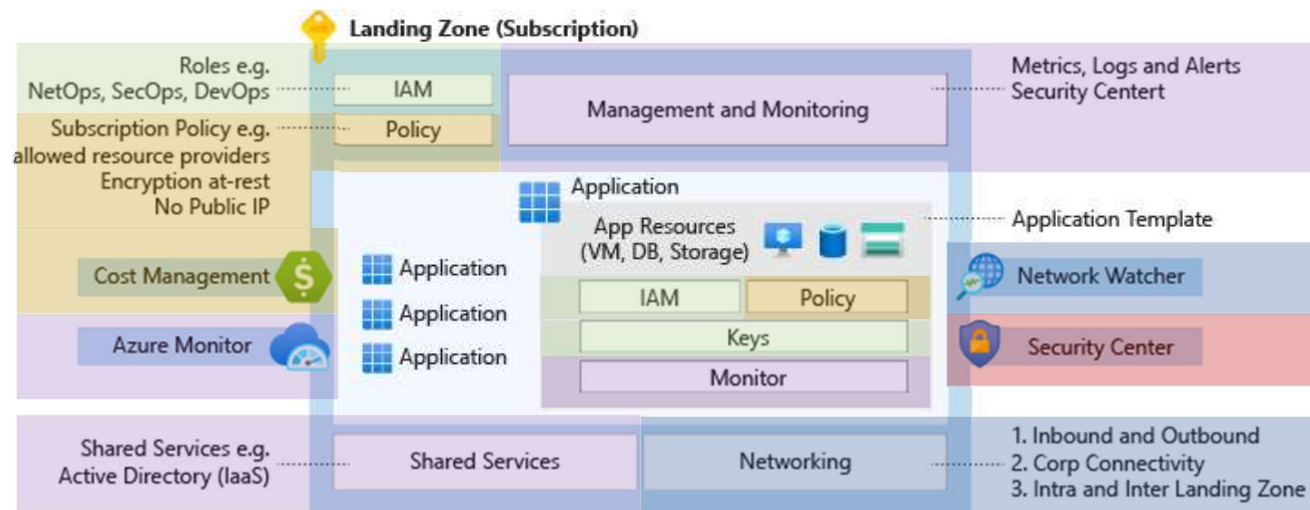 Landing Zone (Subscription)
Roles e.g.
NetOps, SecOps, DevOps
IAM
Management and Monitoring
Metrics, Logs and Alerts
Security Centert
Subscription Policy e.g.
allowed resource providers
Encryption at-rest
No Public IP
Policy
Application
App Resources
(VM, DB, Storage)
Application Template
Cost Management
Application
IAM
Policy
Network Watcher
Application
Keys
Azure Monitor
Application
Monitor
Security Center
Shared Services e.g.
Active Directory (IaaS)
Shared Services
Networking
1. Inbound and Outbound
2. Corp Connectivity
3. Intra and Inter Landing Zone